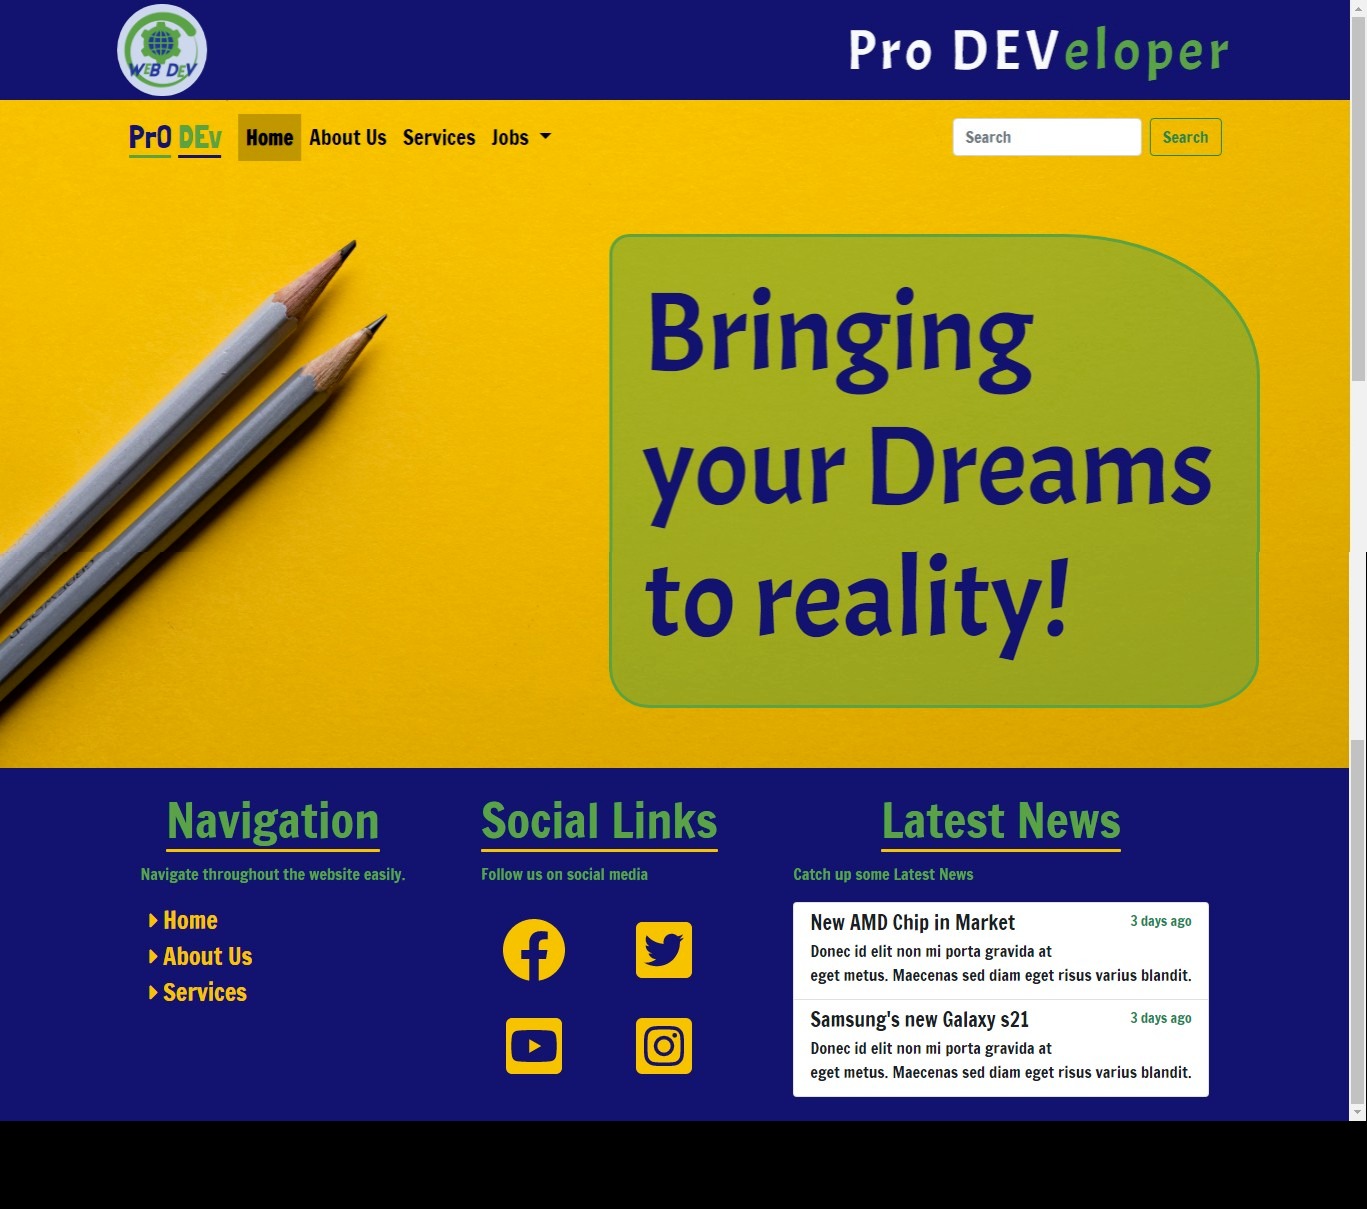 WEB DEV
Pro DEVeloper
PrO DEv
Home
About Us
Services
Jobs
Search
Search
Bringing
your Dreams
to reality!
Navigation
Navigate throughout the website easily.
Home
About Us
Services
Social Links
Follow us on social media
Latest News
Catch up some Latest News
New AMD Chip in Market
3 days ago
Donec id elit non mi porta gravida at
eget metus. Maecenas sed diam eget risus varius blandit.
Samsung's new Galaxy s21
3 days ago
Donec id elit non mi porta gravida at
eget metus. Maecenas sed diam eget risus varius blandit.